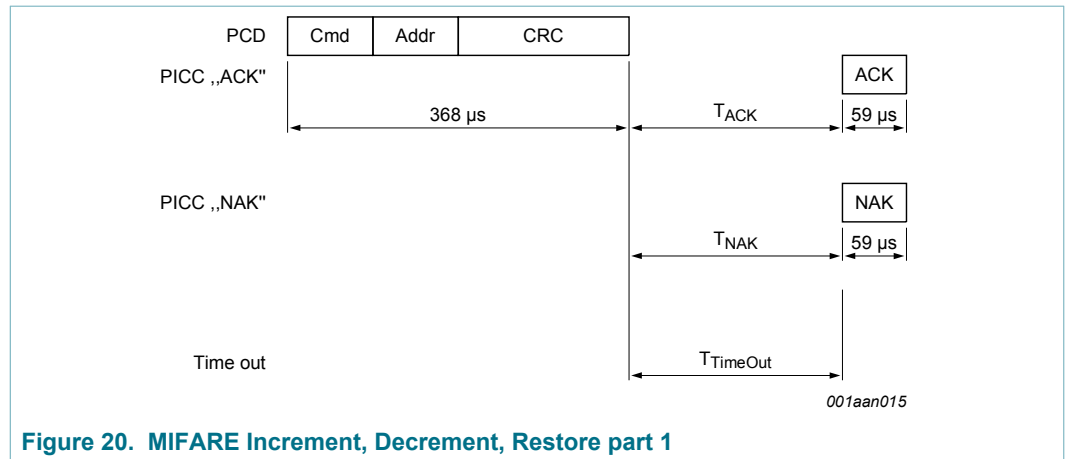 PCD Cmd Addr CRC
PICC ,,ACK" ACK
368 µs TACK 59 µs
PICC ,,NAK" NAK
TNAK 59 µs
Time out TTimeOut
001aan015
Figure 20. MIFARE Increment, Decrement, Restore part 1